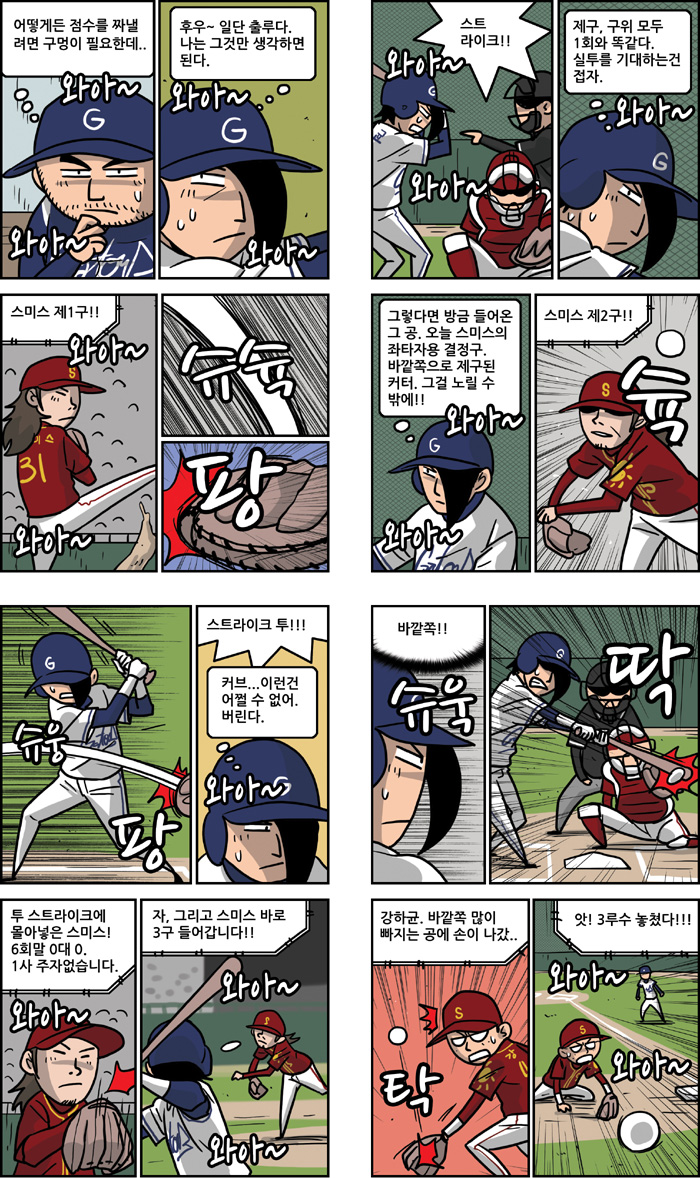 어떻게든 점수를 짜낼
려면 구멍이 필요한데..
와아~
G
와아~
후우~ 일단 출루다.
나는 그것만 생각하면
된다.
와아~
G
와아~
스미스 제1구!!
와아~
S
이스
31
와아~
슈슉
팡
스트
라이크!!
와아~
G
와아~
제구, 구위 모두
1회와 똑같다.
실투를 기대하는건
접자.
와아~
G
그렇다면 방금 들어온
그 공. 오늘 스미스의
좌타자용 결정구.
바깥쪽으로 제구된
커터. 그걸 노릴 수
밖에!!
와아~
G
와아~
스미스 제2구!!
슉
S
G
슈웅
팡
스트라이크 투!!!
커브...이런건
어쩔 수 없어.
버린다.
와아~
G
투 스트라이크에
몰아넣은 스미스!
6회말 0대 0.
1사 주자없습니다.
와아~
자, 그리고 스미스 바로
3구 들어갑니다!!
와아~
S
와아~
바깥쪽!!
슈욱
딱
G
강하균. 바깥쪽 많이
빠지는 공에 손이 나갔..
S
탁
앗! 3루수 놓쳤다!!!
와아~
S
와아~